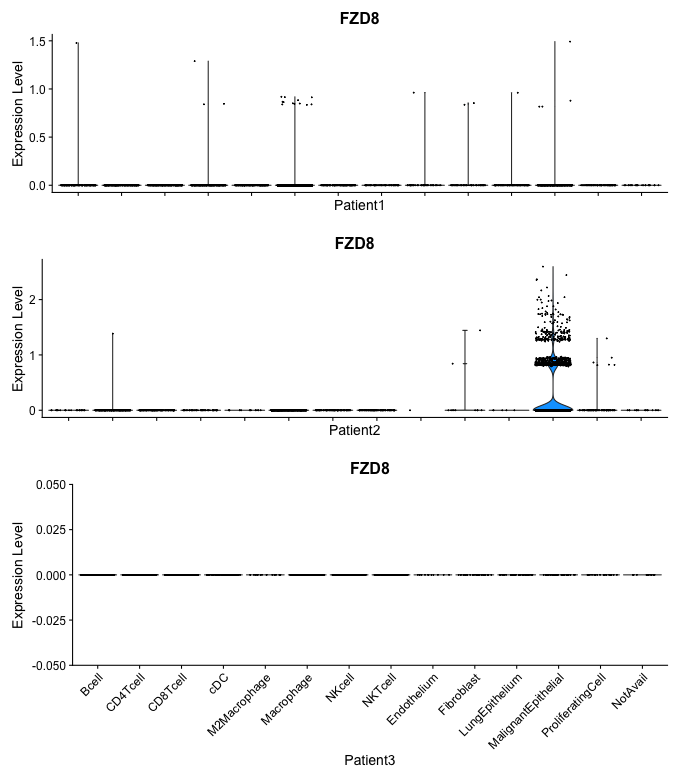 FZD8
Expression Level
1.5
1.0
0.5
0.0
Patient1
FZD8
Expression Level
2
1
0
Patient2
FZD8
Expression Level
0.050
0.025
0.000
-0.025
-0.050
Bcell
CD4Tcell
CD8Tcell
cDC
M2Macrophage
Macrophage
NKcell
NKTcell
Endothelium
Fibroblast
LungEpithelium
MalignantEpithelial
ProliferatingCell
NotAvail
Patient3